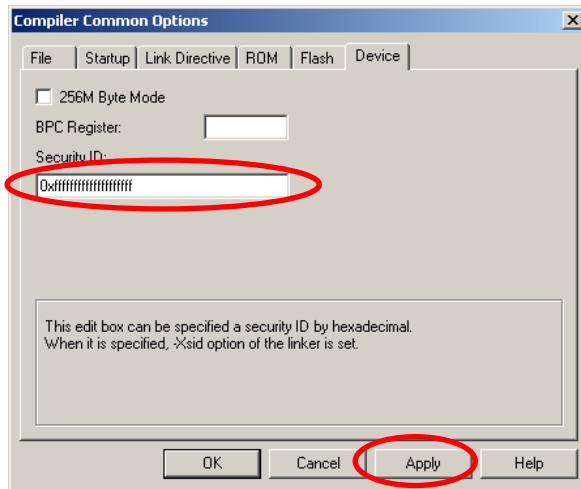 Compiler Common Options
File Startup Link Directive ROM Flash Device
256M Byte Mode
BPC Register:
Security ID:
0xffffffffffffffffffff
This edit box can be specified a security ID by hexadecimal.
When it is specified, -Xsid option of the linker is set.
OK Cancel Apply Help